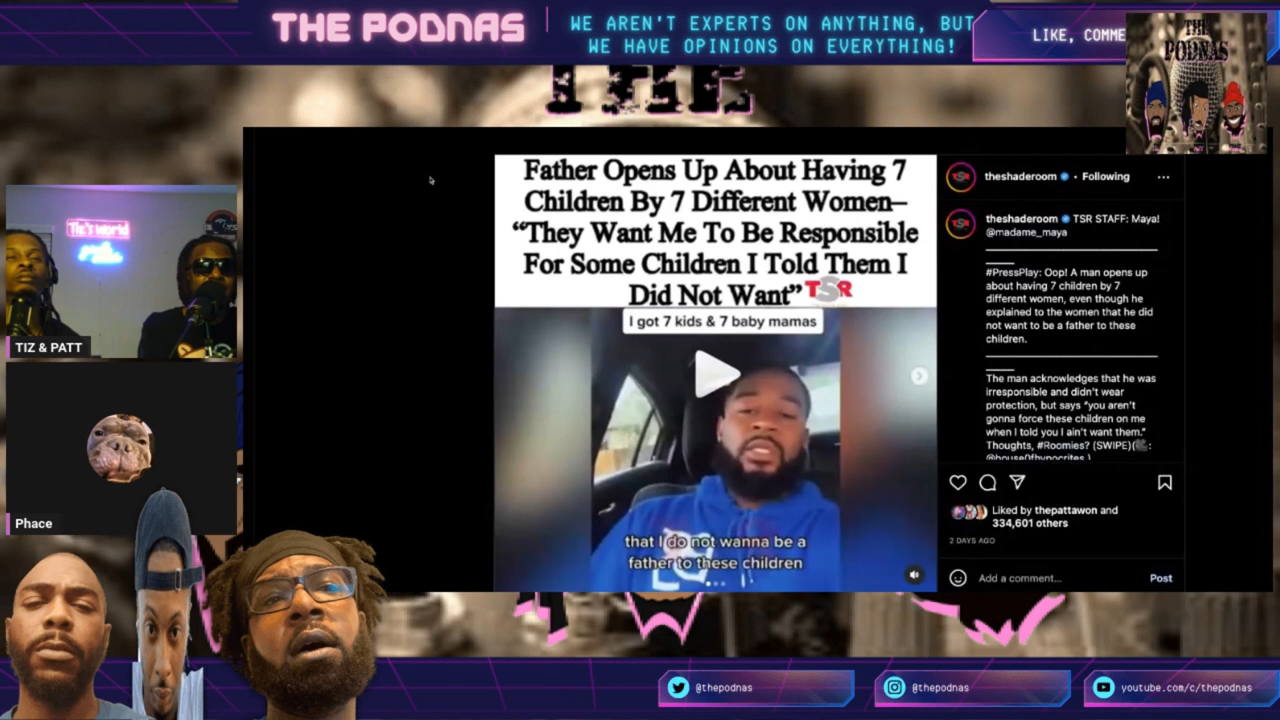 THE PODNAS
WE AREN'T EXPERTS ON ANYTHING, BUT
WE HAVE OPINIONS ON EVERYTHING!
LIKE, COMME
THE
PODNAS
THE
Father Opens Up About Having 7
Children By 7 Different Women–
“They Want Me To Be Responsible
For Some Children I Told Them I
Did Not Want” TSR
I got 7 kids & 7 baby mamas
that I do not wanna be a
father to these children
TSR
theshaderoom • Following
TSR
theshaderoom TSR STAFF: Maya!
@madame_maya
#PressPlay: Oop! A man opens up
about having 7 children by 7
different women, even though he
explained to the women that he did
not want to be a father to these
children.
The man acknowledges that he was
irresponsible and didn't wear
protection, but says “you aren't
gonna force these children on me
when I told you I ain't want them.”
Thoughts, #Roomies? (SWIPE)(🎥:
@house0fhypocrites )
Liked by thepattawon and
334,601 others
2 DAYS AGO
Add a comment...
Post
Tiz's World
TIZ & PATT
Phace
@thepodnas
@thepodnas
youtube.com/c/thepodnas